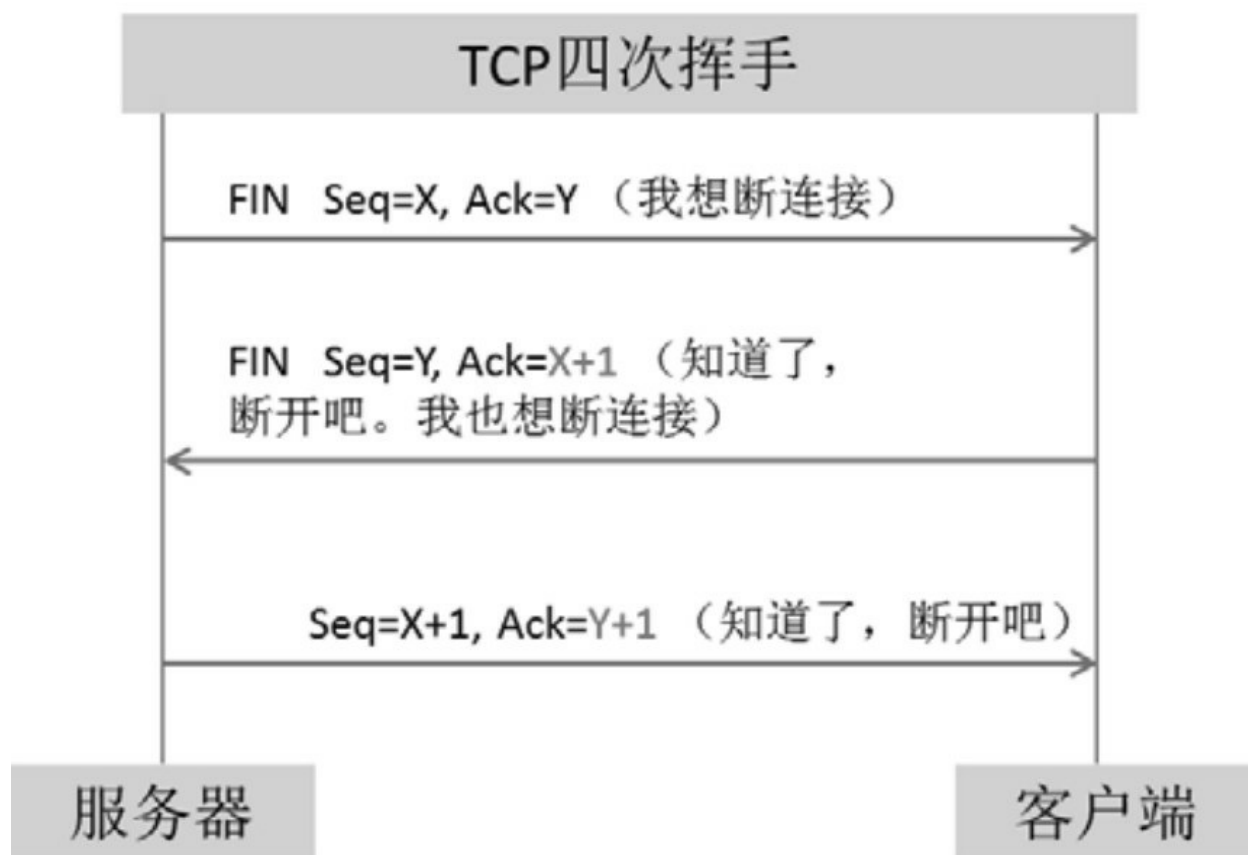 TCP四次挥手
FIN Seq=X, Ack=Y （我想断连接）
FIN Seq=Y, Ack=X+1 （知道了，
断开吧。我也想断连接）
Seq=X+1, Ack=Y+1 （知道了，断开吧）
服务器
客户端